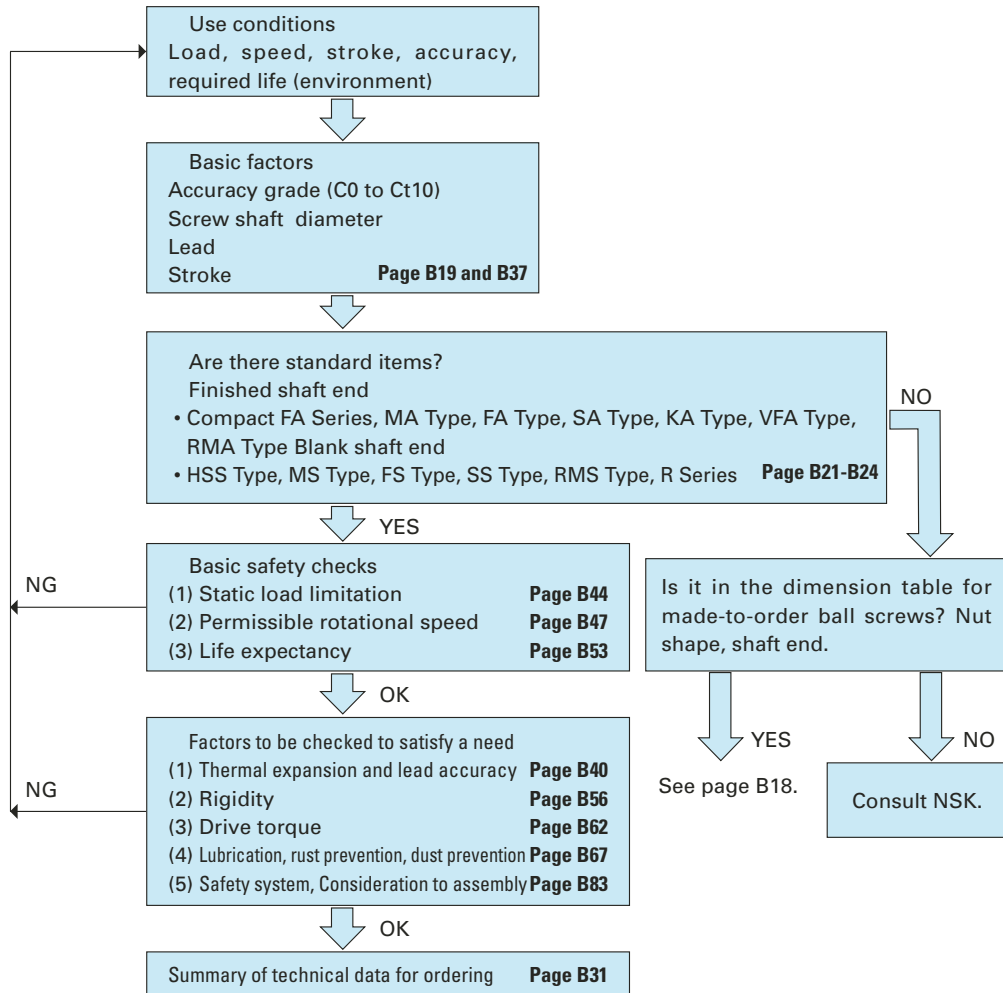 Use conditions
Load, speed, stroke, accuracy,
required life (environment)
Basic factors
Accuracy grade (C0 to Ct10)
Screw shaft diameter
Lead
Stroke Page B19 and B37
Are there standard items?
Finished shaft end
• Compact FA Series, MA Type, FA Type, SA Type, KA Type, VFA Type,
RMA Type Blank shaft end
• HSS Type, MS Type, FS Type, SS Type, RMS Type, R Series Page B21-B24
NO
YES
Basic safety checks
(1) Static load limitation Page B44
(2) Permissible rotational speed Page B47
(3) Life expectancy Page B53
NG
Is it in the dimension table for
made-to-order ball screws? Nut
shape, shaft end.
OK
YES
NO
See page B18.
Consult NSK.
Factors to be checked to satisfy a need
(1) Thermal expansion and lead accuracy Page B40
(2) Rigidity Page B56
(3) Drive torque Page B62
(4) Lubrication, rust prevention, dust prevention Page B67
(5) Safety system, Consideration to assembly Page B83
NG
OK
Summary of technical data for ordering Page B31